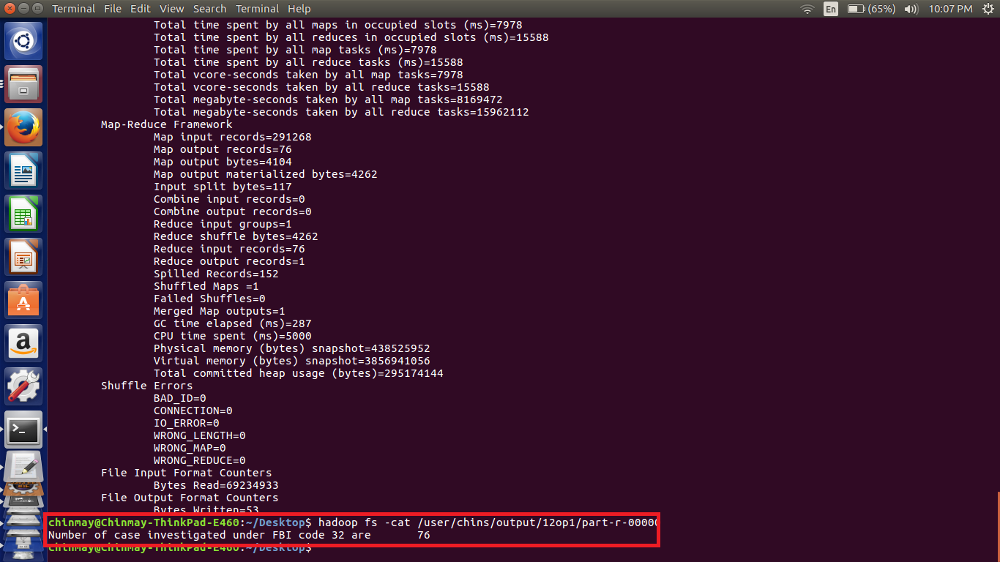 Terminal File Edit View Search Terminal Help En (65%) 10:07 PM
Total time spent by all maps in occupied slots (ms)=7978
Total time spent by all reduces in occupied slots (ms)=15588
Total time spent by all map tasks (ms)=7978
Total time spent by all reduce tasks (ms)=15588
Total vcore-seconds taken by all map tasks=7978
Total vcore-seconds taken by all reduce tasks=15588
Total megabyte-seconds taken by all map tasks=8169472
Total megabyte-seconds taken by all reduce tasks=15962112
Map-Reduce Framework
Map input records=291268
Map output records=76
Map output bytes=4104
Map output materialized bytes=4262
Input split bytes=117
Combine input records=0
Combine output records=0
Reduce input groups=1
Reduce shuffle bytes=4262
Reduce input records=76
Reduce output records=1
Spilled Records=152
Shuffled Maps =1
Failed Shuffles=0
Merged Map outputs=1
GC time elapsed (ms)=287
CPU time spent (ms)=5000
Physical memory (bytes) snapshot=438525952
Virtual memory (bytes) snapshot=3856941056
Total committed heap usage (bytes)=295174144
Shuffle Errors
BAD_ID=0
CONNECTION=0
IO_ERROR=0
WRONG_LENGTH=0
WRONG_MAP=0
WRONG_REDUCE=0
File Input Format Counters
Bytes Read=69234933
File Output Format Counters
Bytes Written=53
chinmay@Chinmay-ThinkPad-E460:~/Desktop$ hadoop fs -cat /user/chins/output/12op1/part-r-00000
Number of case investigated under FBI code 32 are 76
chinmay@Chinmay-ThinkPad-E460:~/Desktop$